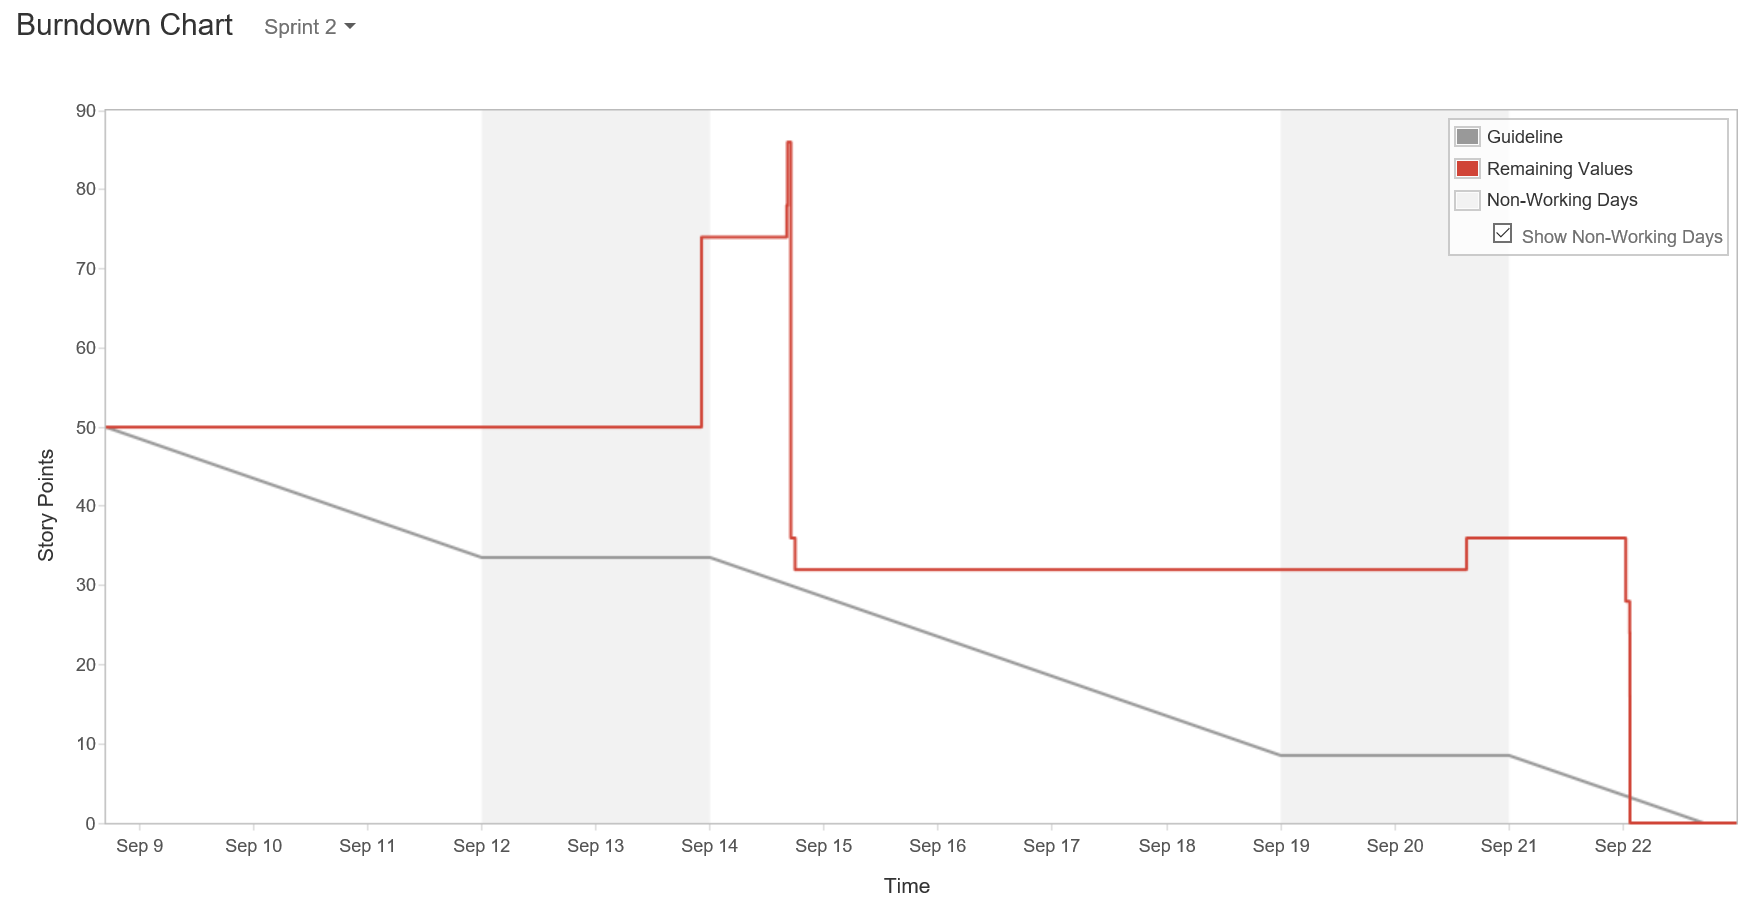 Burndown Chart Sprint 2
90
80
70
60
50
40
30
20
10
0
Story Points
Guideline
Remaining Values
Non-Working Days
Show Non-Working Days
Sep 9 Sep 10 Sep 11 Sep 12 Sep 13 Sep 14 Sep 15 Sep 16 Sep 17 Sep 18 Sep 19 Sep 20 Sep 21 Sep 22
Time